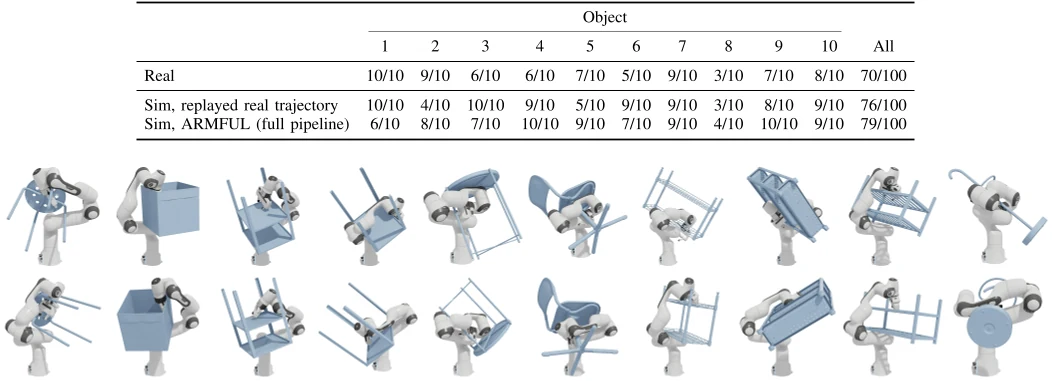 Object
1 2 3 4 5 6 7 8 9 10 All
Real 10/10 9/10 6/10 6/10 7/10 5/10 9/10 3/10 7/10 8/10 70/100
Sim, replayed real trajectory 10/10 4/10 10/10 9/10 5/10 9/10 9/10 3/10 8/10 9/10 76/100
Sim, ARMFUL (full pipeline) 6/10 8/10 7/10 10/10 9/10 7/10 9/10 4/10 10/10 9/10 79/100